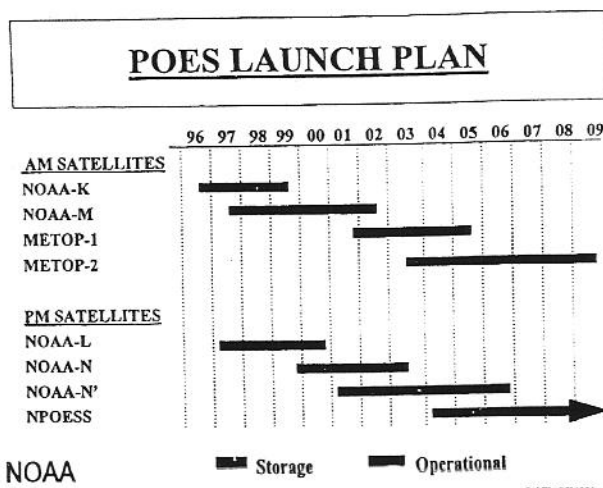 POES LAUNCH PLAN
96 97 98 99 00 01 02 03 04 05 06 07 08 09
AM SATELLITES
NOAA-K
NOAA-M
METOP-1
METOP-2
PM SATELLITES
NOAA-L
NOAA-N
NOAA-N'
NPOESS
NOAA
Storage Operational